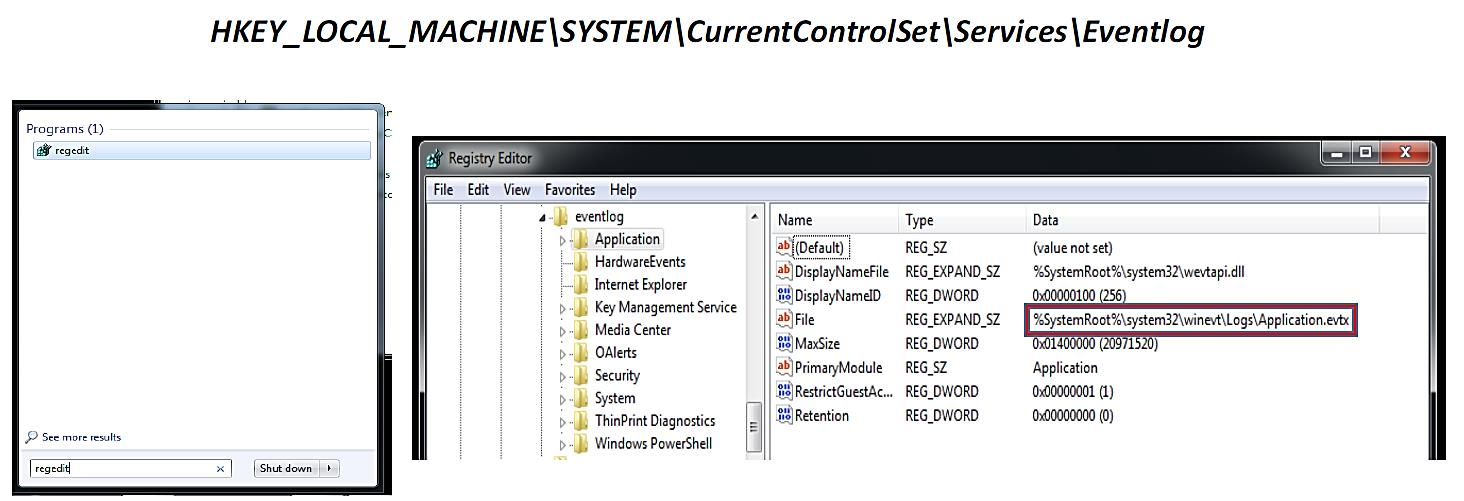 HKEY_LOCAL_MACHINE\SYSTEM\CurrentControlSet\Services\Eventlog
Programs (1)
regedit
See more results
regedit
Shut down
Registry Editor
File Edit View Favorites Help
eventlog
Application
HardwareEvents
Internet Explorer
Key Management Service
Media Center
OAlerts
Security
System
ThinPrint Diagnostics
Windows PowerShell
Name Type Data
(Default) REG_SZ (value not set)
DisplayNameFile REG_EXPAND_SZ %SystemRoot%\system32\wevtapi.dll
DisplayNameID REG_DWORD 0x00000100 (256)
File REG_EXPAND_SZ %SystemRoot%\system32\winevt\Logs\Application.evtx
MaxSize REG_DWORD 0x01400000 (20971520)
PrimaryModule REG_SZ Application
RestrictGuestAc... REG_DWORD 0x00000001 (1)
Retention REG_DWORD 0x00000000 (0)